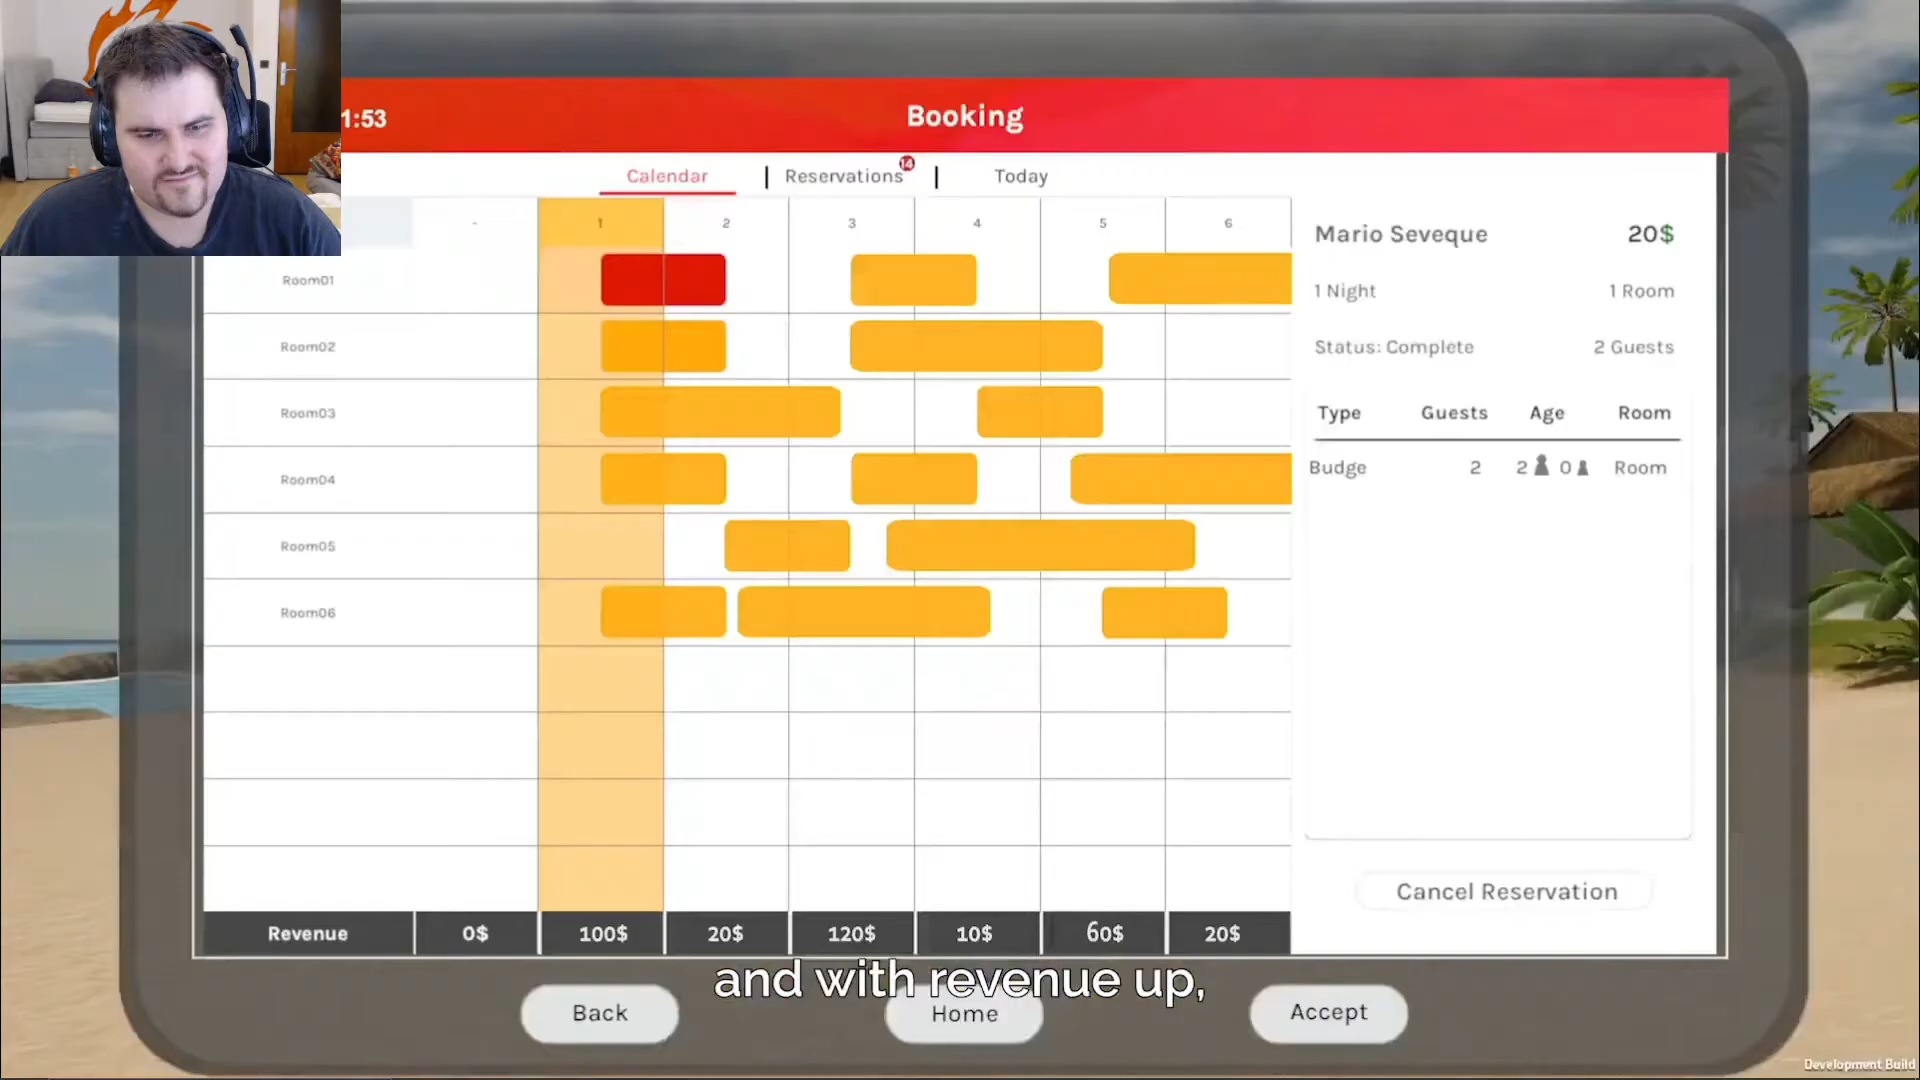 1:53
Booking
Calendar | Reservations 14 | Today
- 1 2 3 4 5 6
Room01
Room02
Room03
Room04
Room05
Room06
Revenue 0$ 100$ 20$ 120$ 10$ 60$ 20$
Mario Seveque 20$
1 Night 1 Room
Status: Complete 2 Guests
Type Guests Age Room
Budge 2 2 0 Room
Cancel Reservation
and with revenue up,
Back Home Accept
Development Build